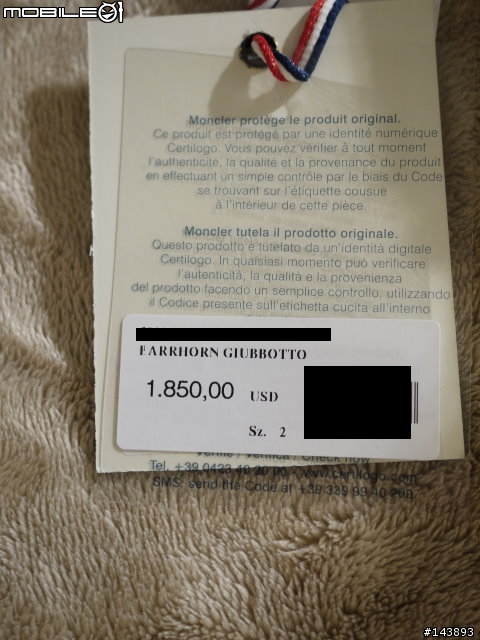 MOBILE01
Moncler protège le produit original.
Ce produit est protégé par une identité numérique
Certilogo. Vous pouvez vérifier à tout moment
l'authenticité, la qualité et la provenance du produit
en effectuant un simple contrôle par le biais du Code
se trouvant sur l'étiquette cousue
à l'intérieur de cette pièce.
Moncler tutela il prodotto originale.
Questo prodotto è tutelato da un'identità digitale
Certilogo. In qualsiasi momento può verificare
l'autenticità, la qualità e la provenienza
del prodotto facendo un semplice controllo, utilizzando
il Codice presente sull'etichetta cucita all'interno
FARRHORN GIUBBOTTO
1.850,00 USD
Sz. 2
Vérifié / Verifica / Check now
Tel. +39 0423 40 20 00 / www.certilogo.com
SMS: send the Code at +39 339 99 40 200
#143893